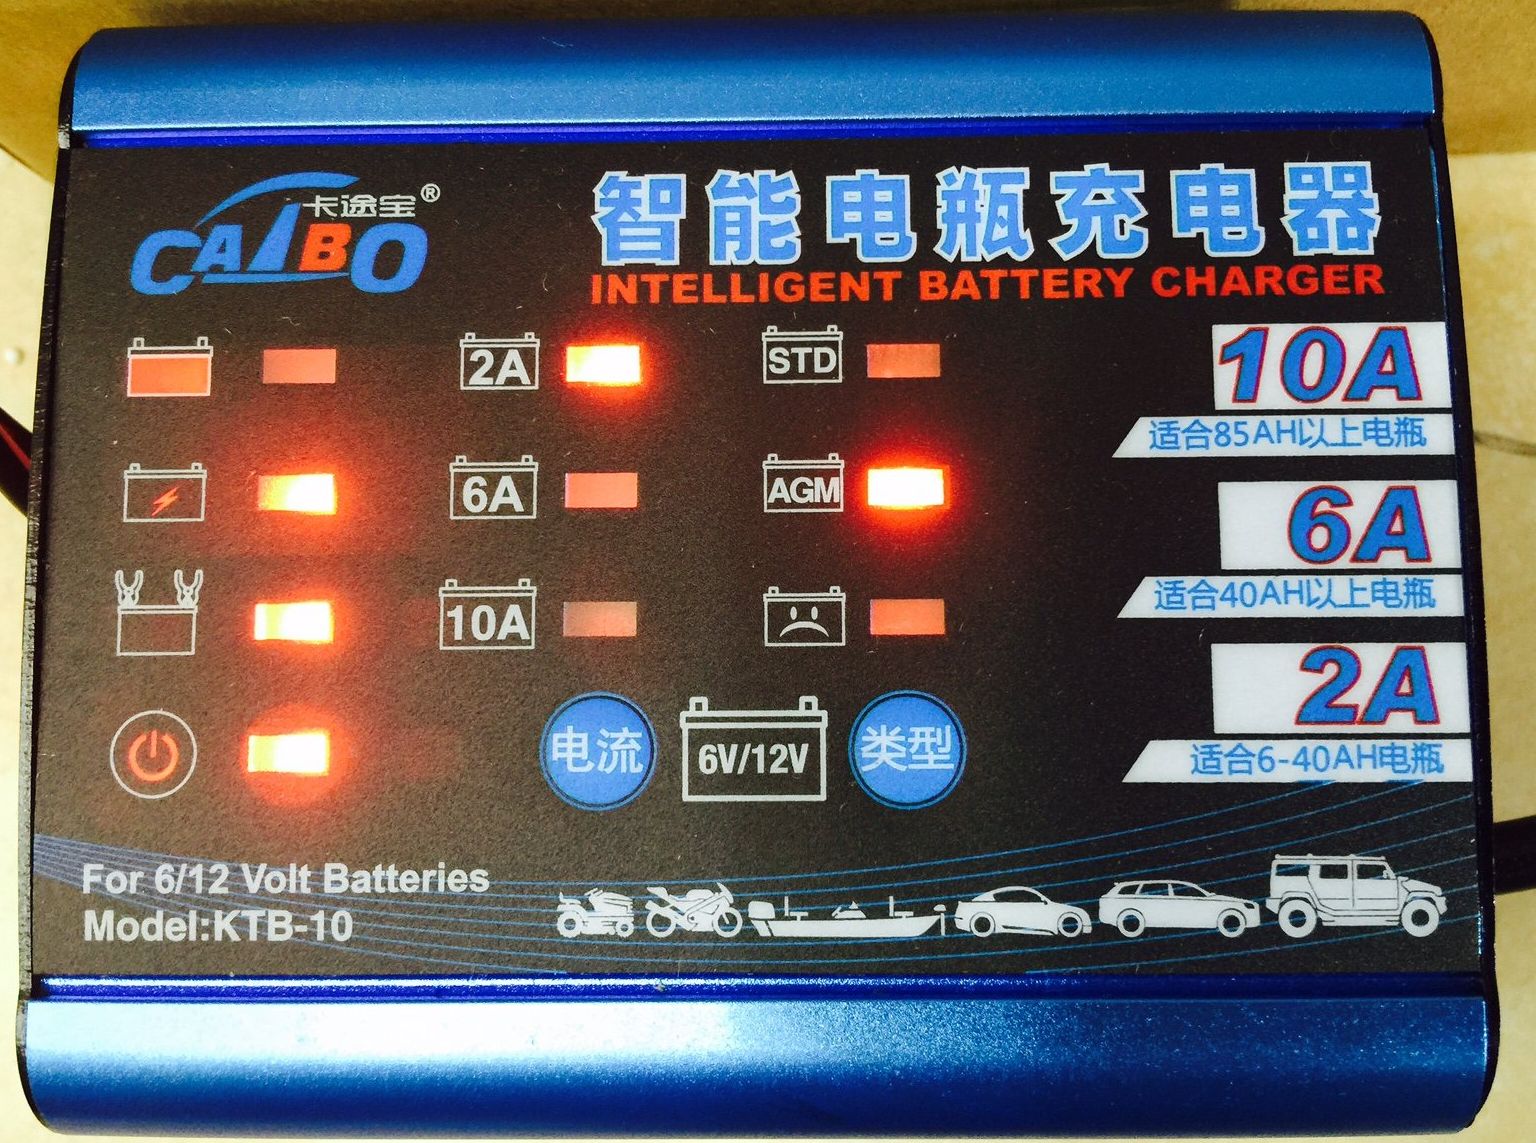 卡途宝®
CAIBO
智能电瓶充电器
INTELLIGENT BATTERY CHARGER
2A
STD
10A
适合85AH以上电瓶
6A
AGM
6A
适合40AH以上电瓶
10A
2A
适合6-40AH电瓶
电流
6V/12V
类型
For 6/12 Volt Batteries
Model:KTB-10